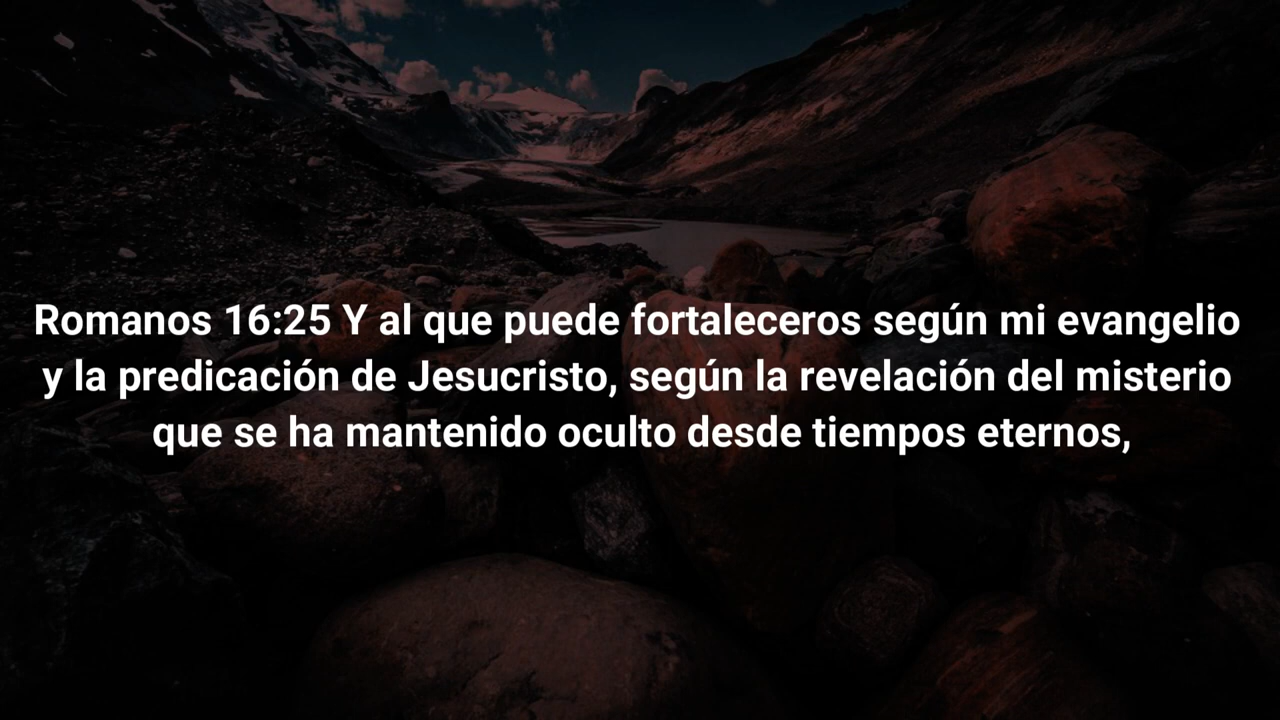 Romanos 16:25 Y al que puede fortaleceros según mi evangelio
y la predicación de Jesucristo, según la revelación del misterio
que se ha mantenido oculto desde tiempos eternos,